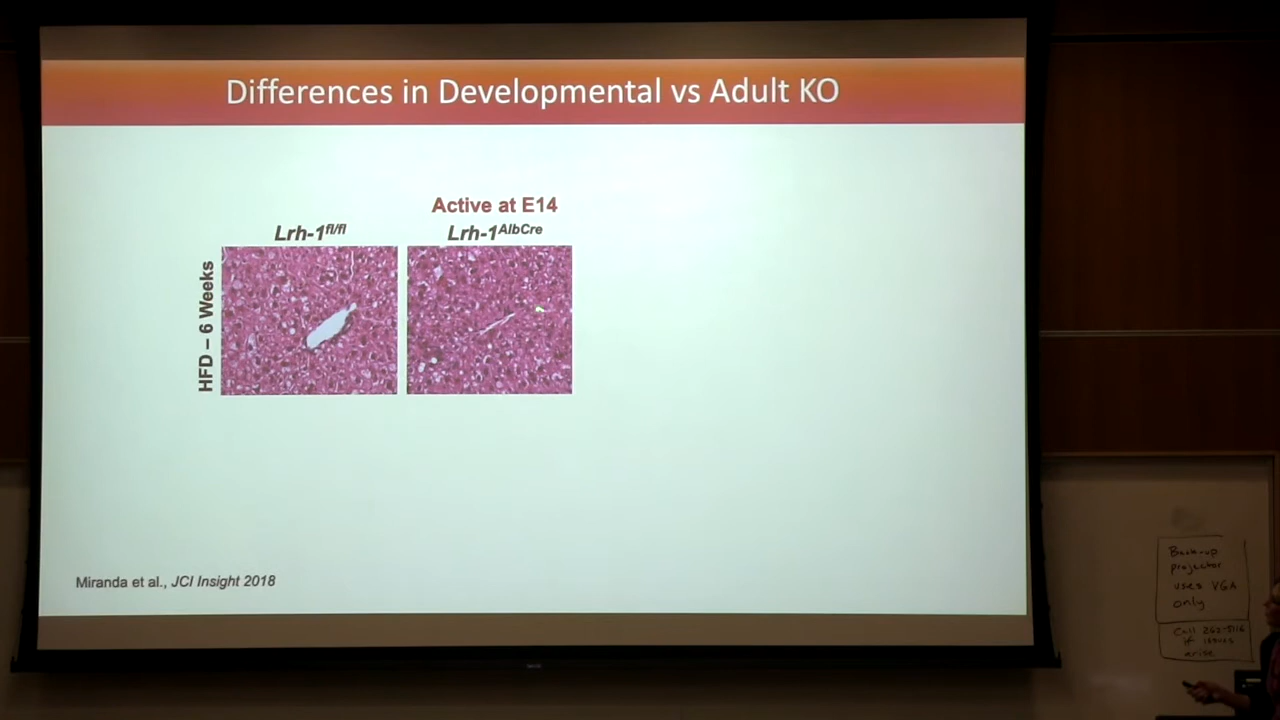 Differences in Developmental vs Adult KO
Active at E14
Lrh-1fl/fl
Lrh-1AlbCre
HFD – 6 Weeks
Miranda et al., JCI Insight 2018
Back-up
projector
uses VGA
only
Call
If issues
arise